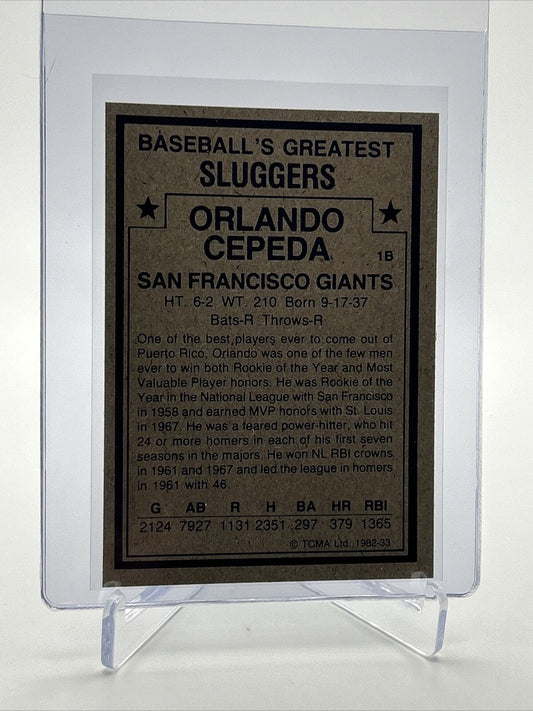 BASEBALL'S GREATEST
SLUGGERS
ORLANDO
CEPEDA 1B
SAN FRANCISCO GIANTS
HT. 6-2 WT. 210 Born 9-17-37
Bats-R Throws-R
One of the best players ever to come out of
Puerto Rico, Orlando was one of the few men
ever to win both Rookie of the Year and Most
Valuable Player honors. He was Rookie of the
Year in the National League with San Francisco
in 1958 and earned MVP honors with St. Louis
in 1967. He was a feared power-hitter, who hit
24 or more homers in each of his first seven
seasons in the majors. He won NL RBI crowns
in 1961 and 1967 and led the league in homers
in 1961 with 46.
G AB R H BA HR RBI
2124 7927 1131 2351 .297 379 1365
© TCMA Ltd. 1982-33